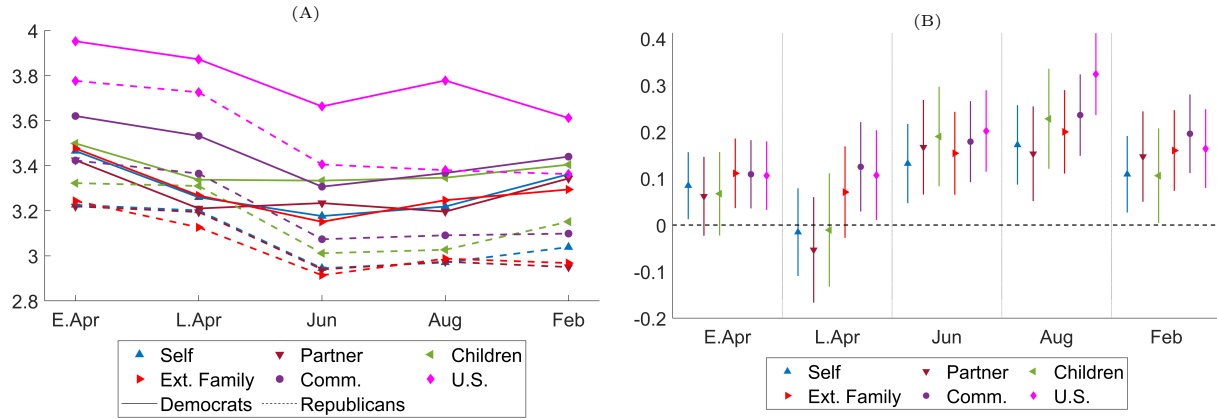 (A)
4
3.8
3.6
3.4
3.2
3
2.8
E.Apr L.Apr Jun Aug Feb
Self Partner Children
Ext. Family Comm. U.S.
Democrats Republicans
(B)
0.4
0.3
0.2
0.1
0
-0.1
-0.2
E.Apr L.Apr Jun Aug Feb
Self Partner Children
Ext. Family Comm. U.S.